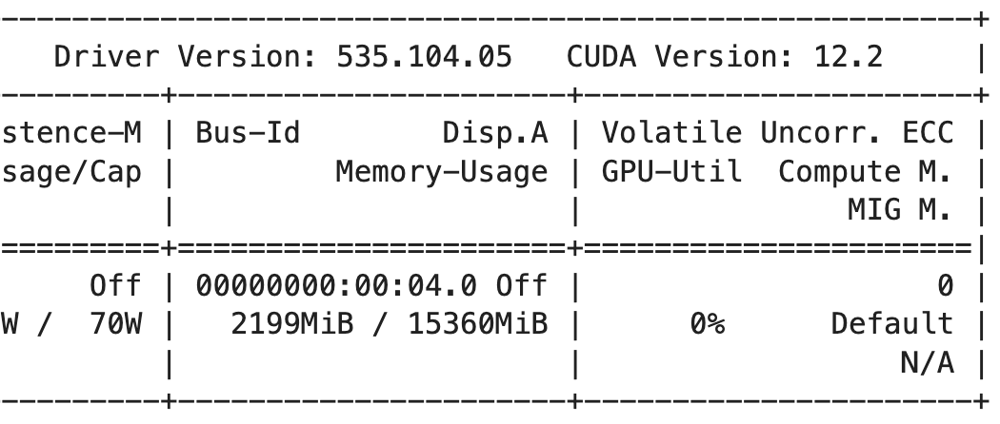 -------------------------------------------------------+
   Driver Version: 535.104.05   CUDA Version: 12.2     |
---------+----------------------+----------------------+
stence-M | Bus-Id        Disp.A | Volatile Uncorr. ECC |
sage/Cap |         Memory-Usage | GPU-Util  Compute M. |
         |                      |               MIG M. |
=========+======================+======================|
     Off | 00000000:00:04.0 Off |                    0 |
W /  70W |   2199MiB / 15360MiB |      0%      Default |
         |                      |                  N/A |
---------+----------------------+----------------------+